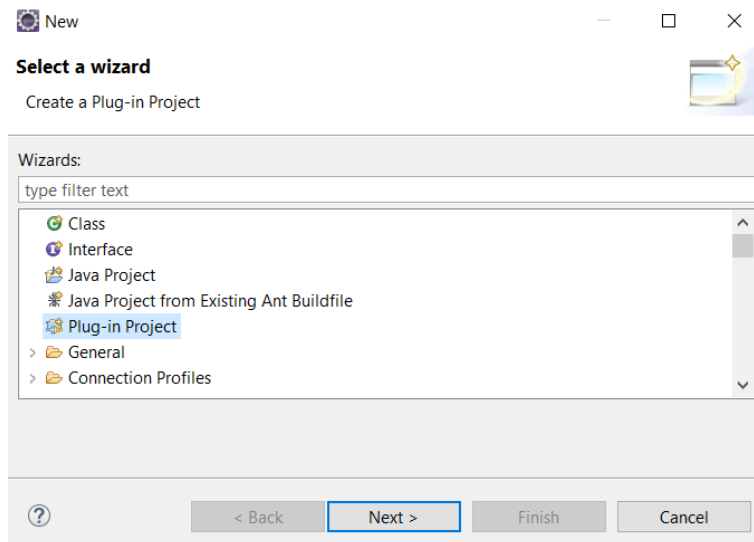 New
Select a wizard
Create a Plug-in Project
Wizards:
type filter text
Class
Interface
Java Project
Java Project from Existing Ant Buildfile
Plug-in Project
General
Connection Profiles
< Back Next > Finish Cancel